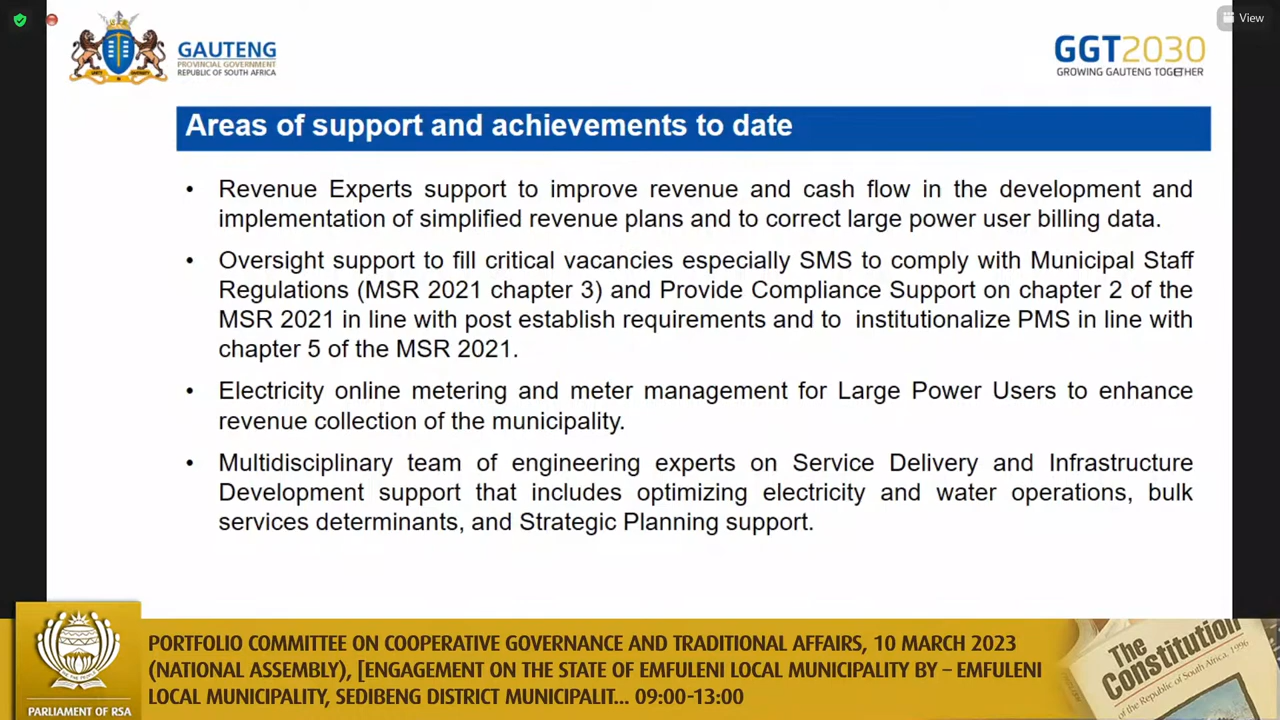 View
GAUTENG
PROVINCIAL GOVERNMENT
REPUBLIC OF SOUTH AFRICA
GGT2030
GROWING GAUTENG TOGETHER
Areas of support and achievements to date
• Revenue Experts support to improve revenue and cash flow in the development and
implementation of simplified revenue plans and to correct large power user billing data.
• Oversight support to fill critical vacancies especially SMS to comply with Municipal Staff
Regulations (MSR 2021 chapter 3) and Provide Compliance Support on chapter 2 of the
MSR 2021 in line with post establish requirements and to institutionalize PMS in line with
chapter 5 of the MSR 2021.
• Electricity online metering and meter management for Large Power Users to enhance
revenue collection of the municipality.
• Multidisciplinary team of engineering experts on Service Delivery and Infrastructure
Development support that includes optimizing electricity and water operations, bulk
services determinants, and Strategic Planning support.
PARLIAMENT OF RSA
PORTFOLIO COMMITTEE ON COOPERATIVE GOVERNANCE AND TRADITIONAL AFFAIRS, 10 MARCH 2023
(NATIONAL ASSEMBLY), [ENGAGEMENT ON THE STATE OF EMFULENI LOCAL MUNICIPALITY BY – EMFULENI
LOCAL MUNICIPALITY, SEDIBENG DISTRICT MUNICIPALIT... 09:00-13:00
The
Constitution
of the Republic of South Africa, 1996